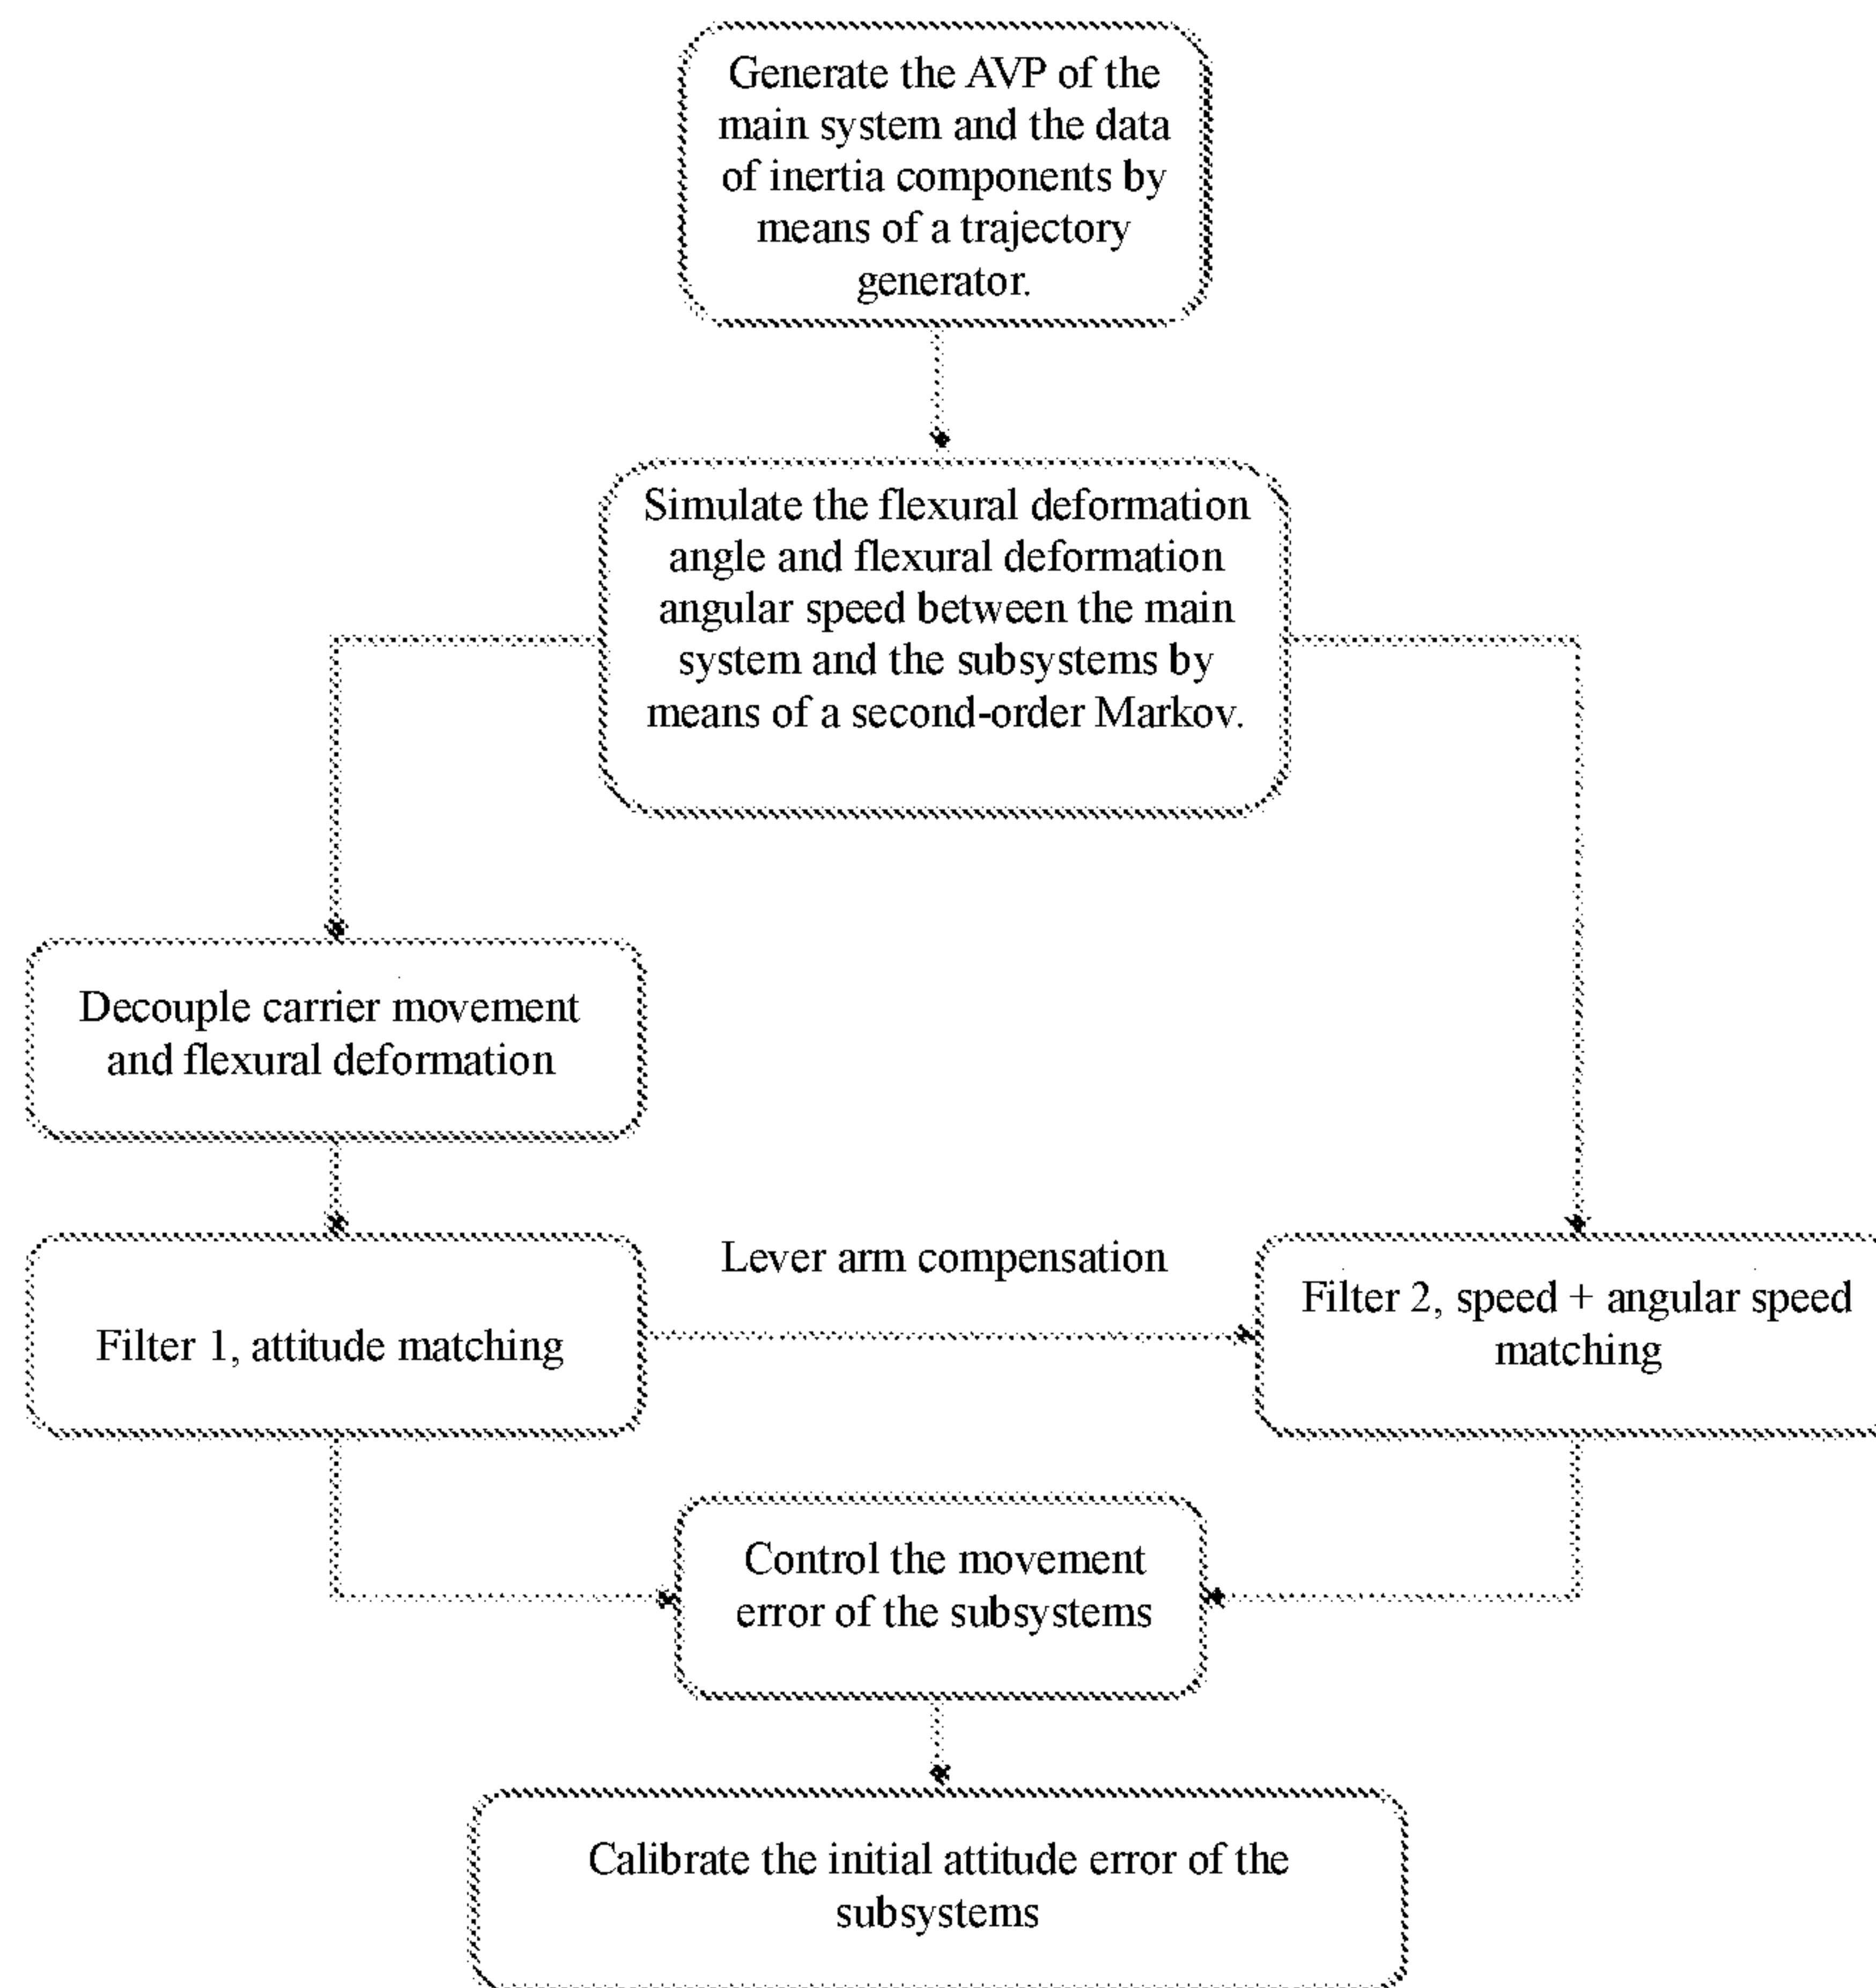 Generate the AVP of the
main system and the data
of inertia components by
means of a trajectory
generator.
Simulate the flexural deformation
angle and flexural deformation
angular speed between the main
system and the subsystems by
means of a second-order Markov.
Decouple carrier movement
and flexural deformation
Filter 1, attitude matching
Lever arm compensation
Filter 2, speed + angular speed
matching
Control the movement
error of the subsystems
Calibrate the initial attitude error of the
subsystems